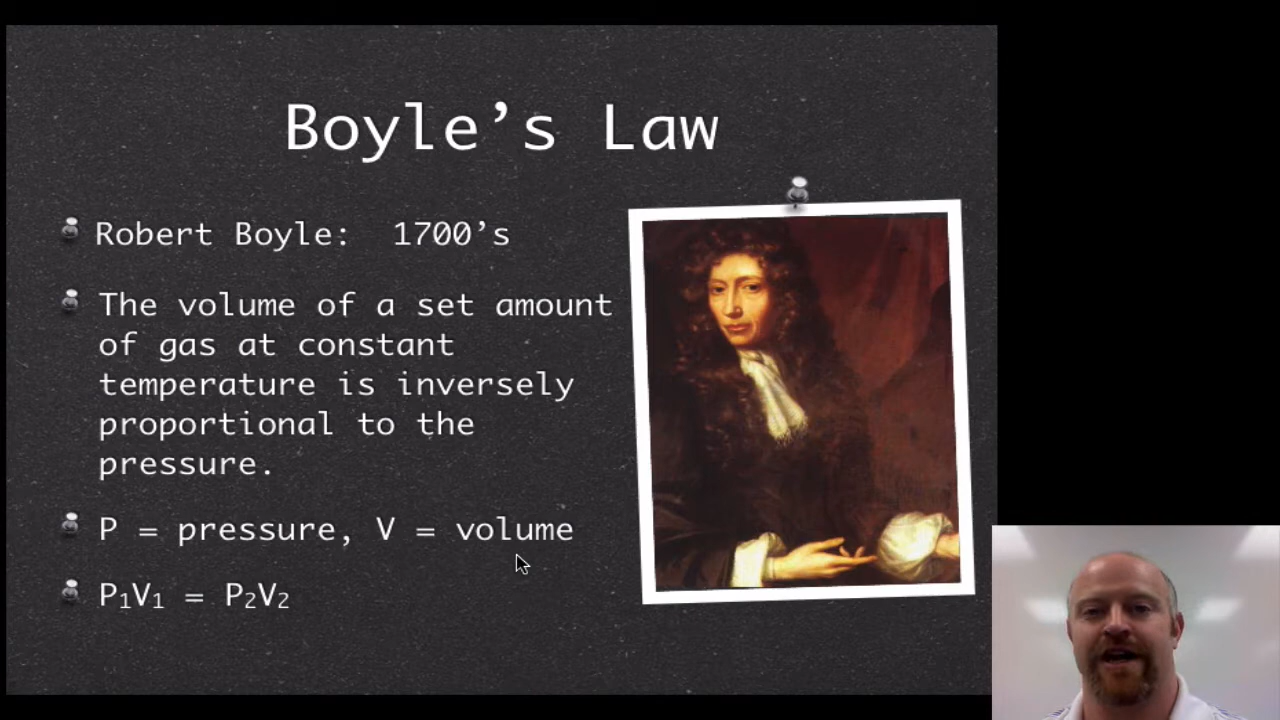 Boyle’s Law
Robert Boyle:  1700’s
The volume of a set amount
of gas at constant
temperature is inversely
proportional to the
pressure.
P = pressure, V = volume
P₁V₁ = P₂V₂